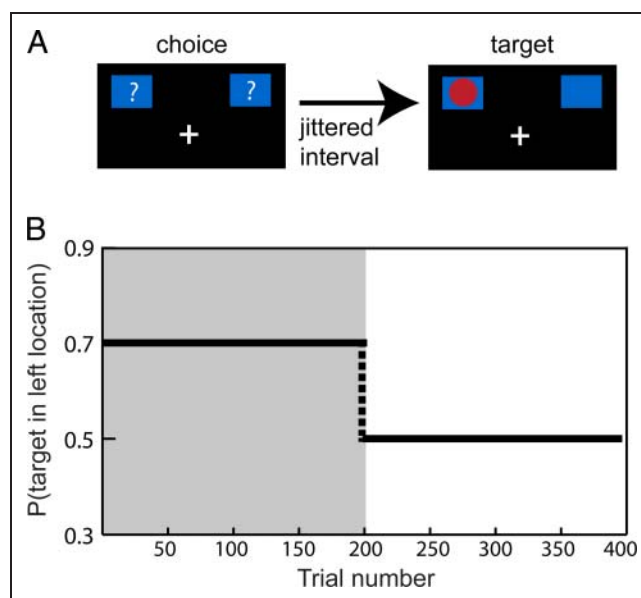 A
choice
target
? ?
+
jittered
interval
+
B
P(target in left location)
0.9
0.7
0.5
0.3
50 100 150 200 250 300 350 400
Trial number